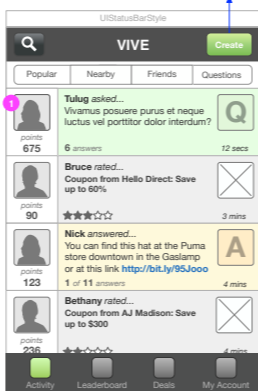 UIStatusBarStyle
VIVE
Create
Popular Nearby Friends Questions
1
Tulug asked...
Vivamus posuere purus et neque
luctus vel porttitor dolor interdum?
Q
points
675
6 answers
12 secs
Bruce rated...
Coupon from Hello Direct: Save
up to 60%
points
90
3 mins
Nick answered...
You can find this hat at the Puma
store downtown in the Gaslamp
or at this link http://bit.ly/95Jooo
A
points
123
1 of 11 answers
4 mins
Bethany rated...
Coupon from AJ Madison: Save
up to $300
points
236
4 mins
Activity Leaderboard Deals My Account